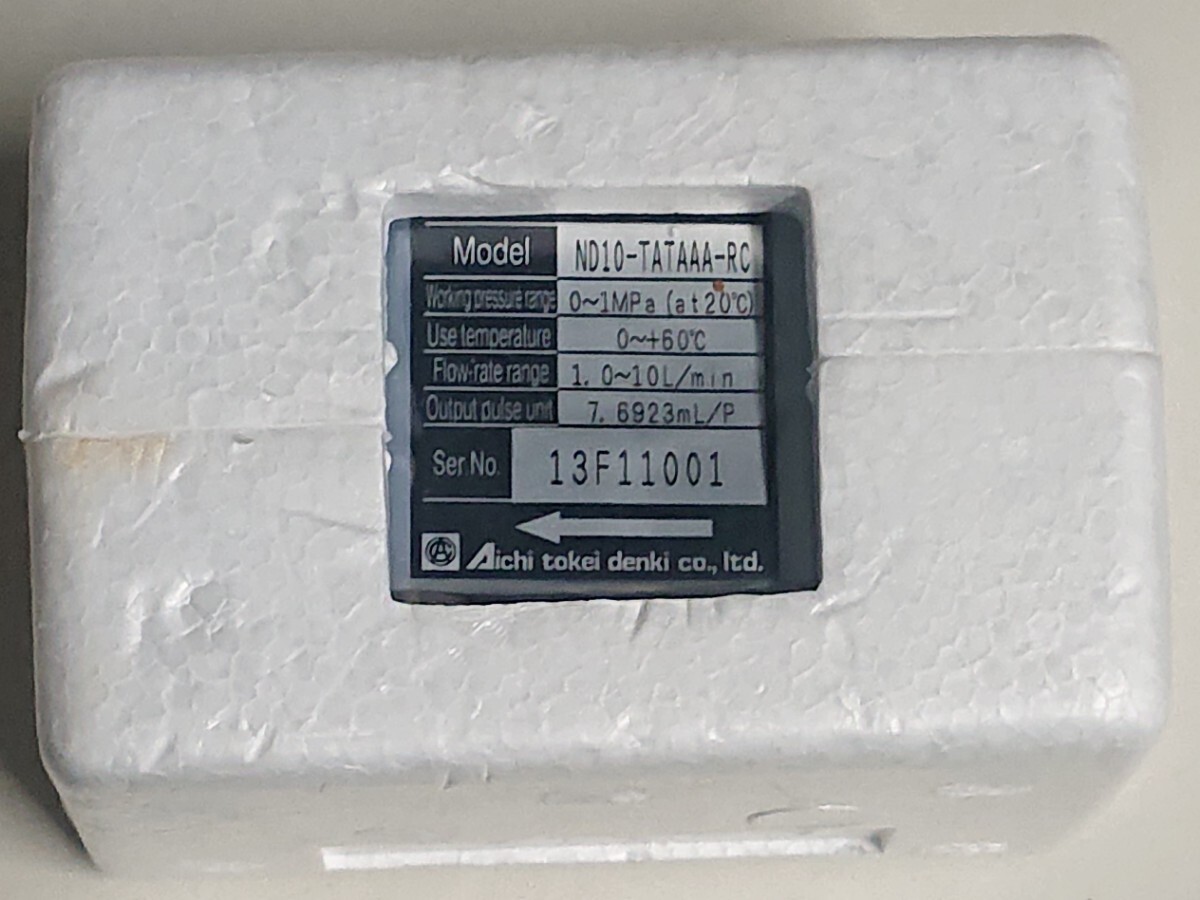 Model ND10-TATAAA-RC
Working pressure range 0~1MPa (at20℃)
Use temperature 0~+60℃
Flow-rate range 1.0~10L/min
Output pulse unit 7.6923mL/P
Ser.No. 13F11001
Aichi tokei denki co., ltd.